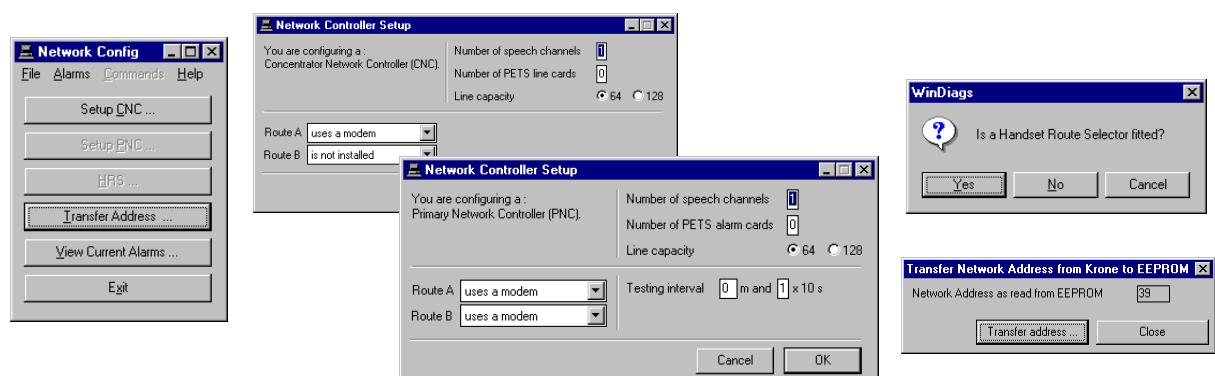 Network Config
File Alarms Commands Help
Setup CNC ...
Setup PNC ...
HRS ...
Transfer Address ...
View Current Alarms ...
Exit
Network Controller Setup
You are configuring a :
Concentrator Network Controller (CNC).
Number of speech channels 1
Number of PETS line cards 0
Line capacity 64 128
Route A uses a modem
Route B is not installed
Network Controller Setup
You are configuring a :
Primary Network Controller (PNC).
Number of speech channels 1
Number of PETS alarm cards 0
Line capacity 64 128
Route A uses a modem
Route B uses a modem
Testing interval 0 m and 1 x 10 s
Cancel OK
WinDiags
Is a Handset Route Selector fitted?
Yes No Cancel
Transfer Network Address from Krone to EEPROM
Network Address as read from EEPROM 39
Transfer address ... Close